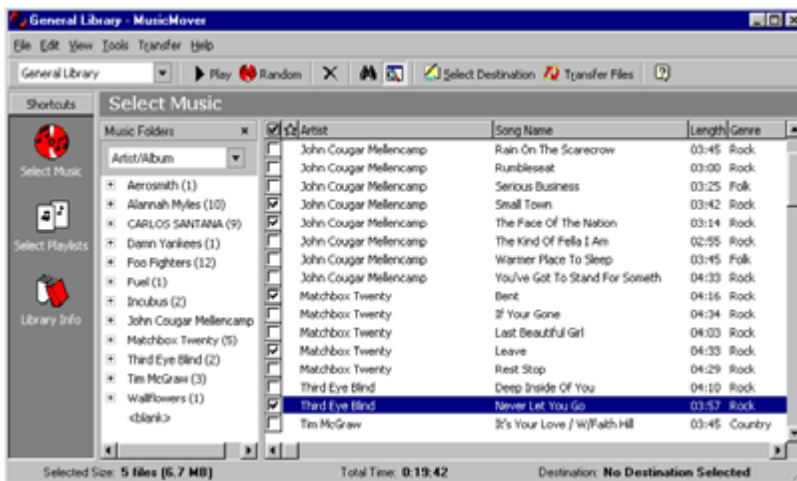 General Library - MusicMover
File Edit View Tools Transfer Help
General Library Play Random Select Destination Transfer Files
Shortcuts
Select Music
Select Playlists
Library Info
Select Music
Music Folders
Artist/Album
Aerosmith (1)
Alannah Myles (10)
CARLOS SANTANA (9)
Damn Yankees (1)
Foo Fighters (12)
Fuel (1)
Incubus (2)
John Cougar Mellencamp
Matchbox Twenty (5)
Third Eye Blind (2)
Tim McGraw (3)
Wallflowers (1)
<blank>
Artist Song Name Length Genre
John Cougar Mellencamp Rain On The Scarecrow 03:45 Rock
John Cougar Mellencamp Rumbleseat 03:00 Rock
John Cougar Mellencamp Serious Business 03:25 Folk
John Cougar Mellencamp Small Town 03:42 Rock
John Cougar Mellencamp The Face Of The Nation 03:14 Rock
John Cougar Mellencamp The Kind Of Fella I Am 02:55 Rock
John Cougar Mellencamp Warmer Place To Sleep 03:45 Folk
John Cougar Mellencamp You've Got To Stand For Someth 04:33 Rock
Matchbox Twenty Bent 04:16 Rock
Matchbox Twenty If Your Gone 04:34 Rock
Matchbox Twenty Last Beautiful Girl 04:03 Rock
Matchbox Twenty Leave 04:33 Rock
Matchbox Twenty Rest Stop 04:29 Rock
Third Eye Blind Deep Inside Of You 04:10 Rock
Third Eye Blind Never Let You Go 03:57 Rock
Tim McGraw It's Your Love / W/Faith Hill 03:45 Country
Selected Size: 5 files (6.7 MB) Total Time: 0:19:42 Destination: No Destination Selected